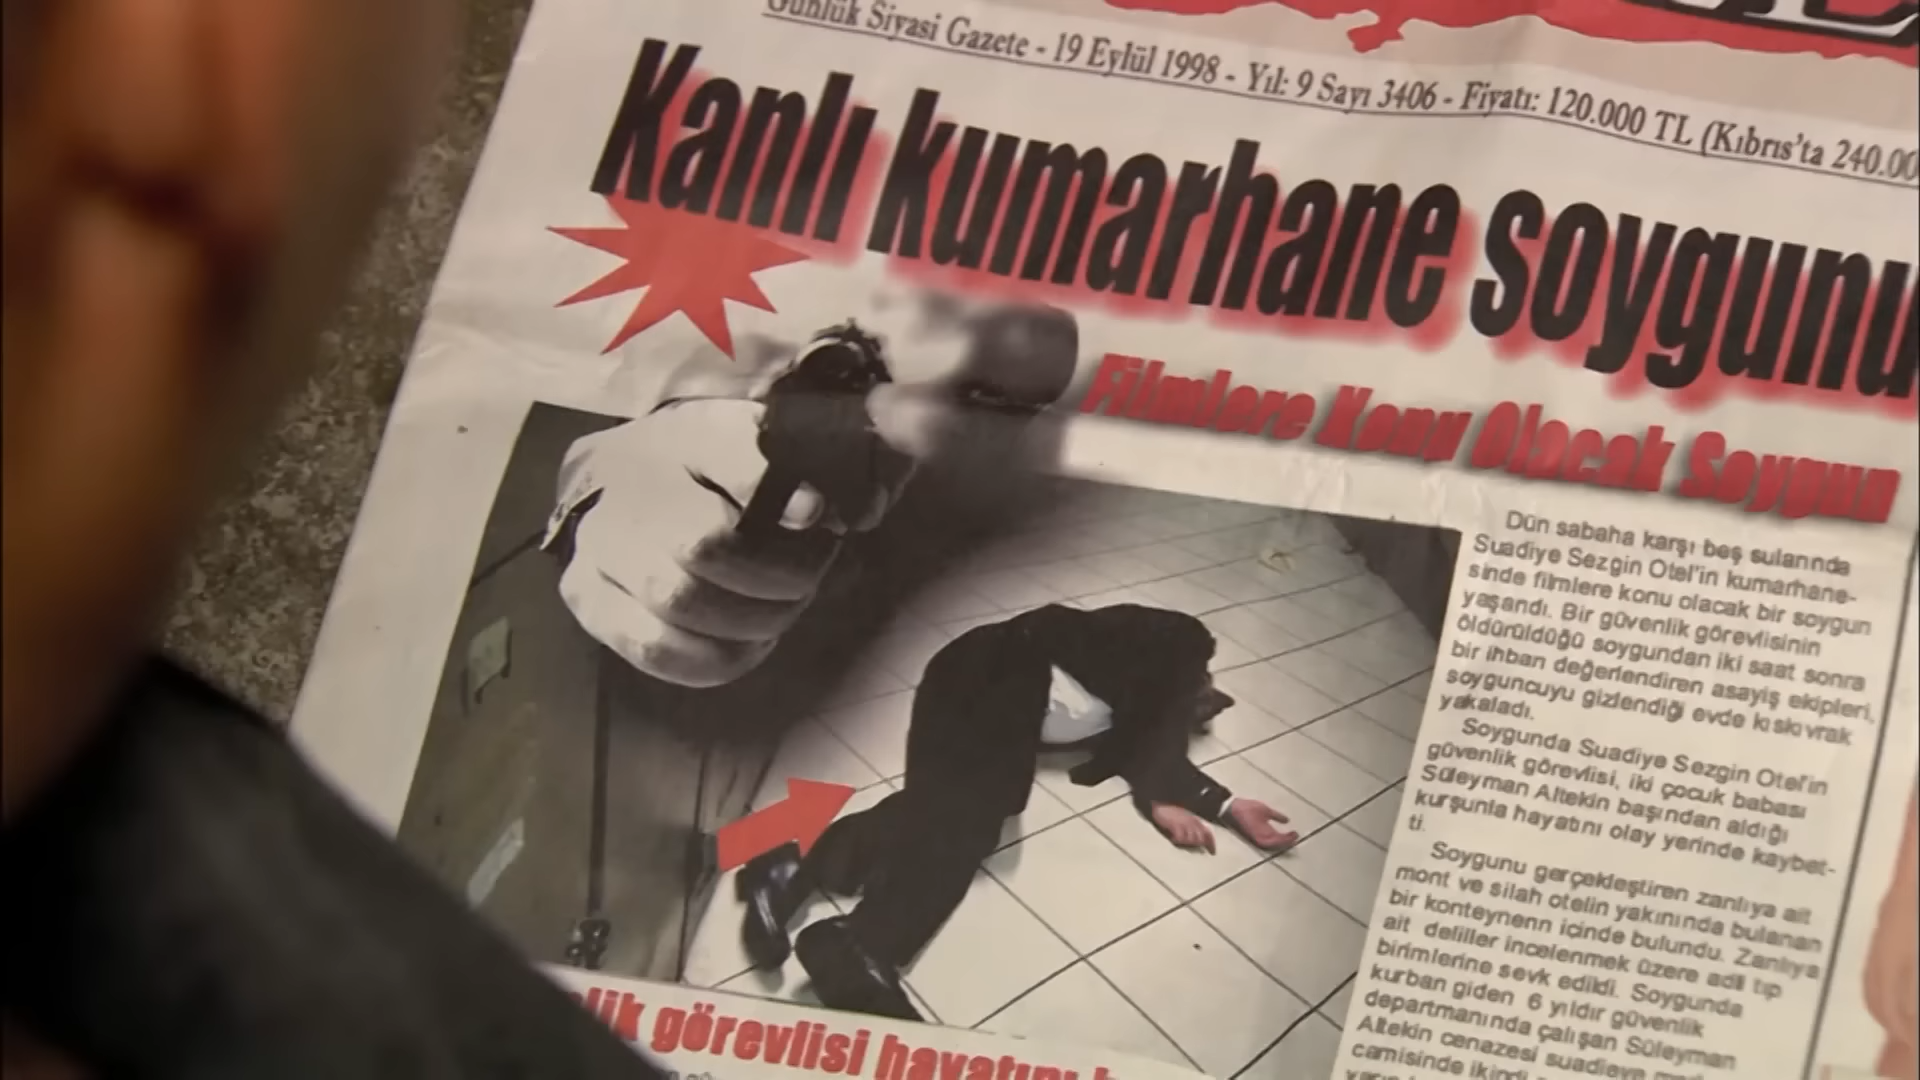 Günlük Siyasi Gazete - 19 Eylül 1998 - Yıl: 9 Sayı 3406 - Fiyatı: 120.000 TL (Kıbrıs'ta 240.00
Kanlı kumarhane soygunu
Filmlere Konu Olacak Soygun
Dün sabaha karşı beş sularında
Suadiye Sezgin Otel'in kumarhane-
sinde filmlere konu olacak bir soygun
yaşandı. Bir güvenlik görevlisinin
öldürüldüğü soygundan iki saat sonra
bir ihban değerlendiren asayiş ekipleri,
soyguncuyu gizlendiği evde kıskıvrak
yakaladı.
Soygunda Suadiye Sezgin Otel'in
güvenlik görevlisi, iki çocuk babası
Süleyman Altekin başından aldığı
kurşunla hayatını olay yerinde kaybet-
ti.
Soygunu gerçekleştiren zanlıya ait
mont ve silah otelin yakınında bulunan
bir konteynenn içinde bulundu. Zanlıya
ait deliller incelenmek üzere adli tıp
birimlerine sevk edildi. Soygunda
kurban giden 6 yıldır güvenlik
departmanında çalışan Süleyman
Altekin cenazesi suadiye
camisinde ikindi
lik görevlisi hayatını